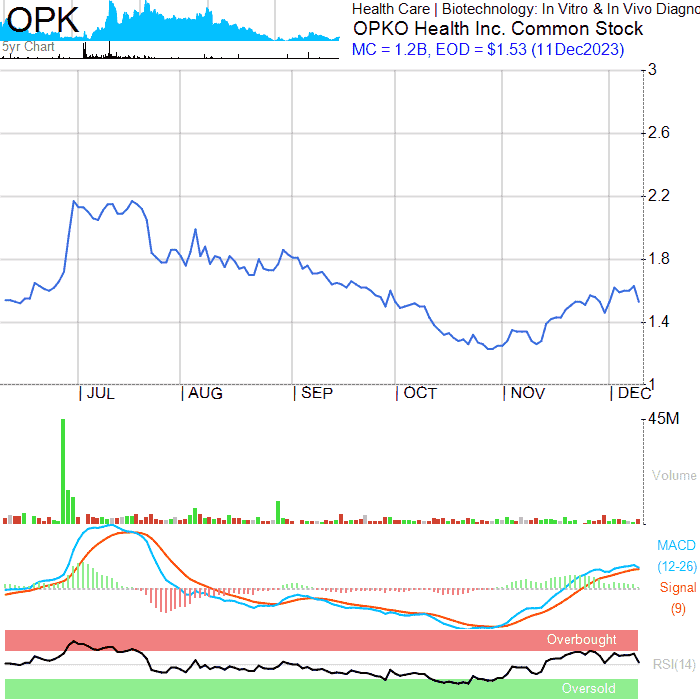 OPK
5yr Chart
Health Care | Biotechnology: In Vitro & In Vivo Diagno
OPKO Health Inc. Common Stock
MC = 1.2B, EOD = $1.53 (11Dec2023)
3
2.6
2.2
1.8
1.4
1
| JUL | AUG | SEP | OCT | NOV | DEC
45M
Volume
MACD
(12-26)
Signal
(9)
Overbought
RSI(14)
Oversold